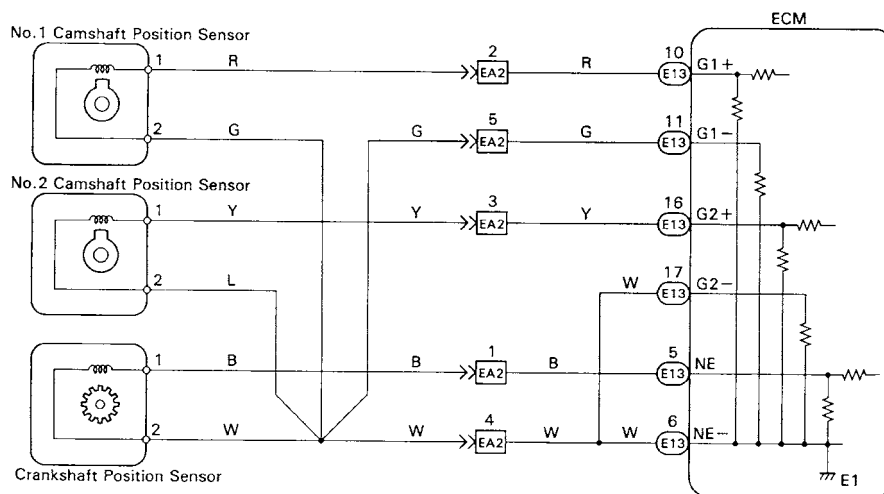 ECM
No.1 Camshaft Position Sensor
1 R 2 EA2 R 10 E13 G1+
2 G G 5 EA2 G 11 E13 G1−
No.2 Camshaft Position Sensor
1 Y Y 3 EA2 Y 16 E13 G2+
2 L W 17 E13 G2−
1 B B 1 EA2 B 5 E13 NE
2 W W 4 EA2 W W 6 E13 NE−
Crankshaft Position Sensor
E1